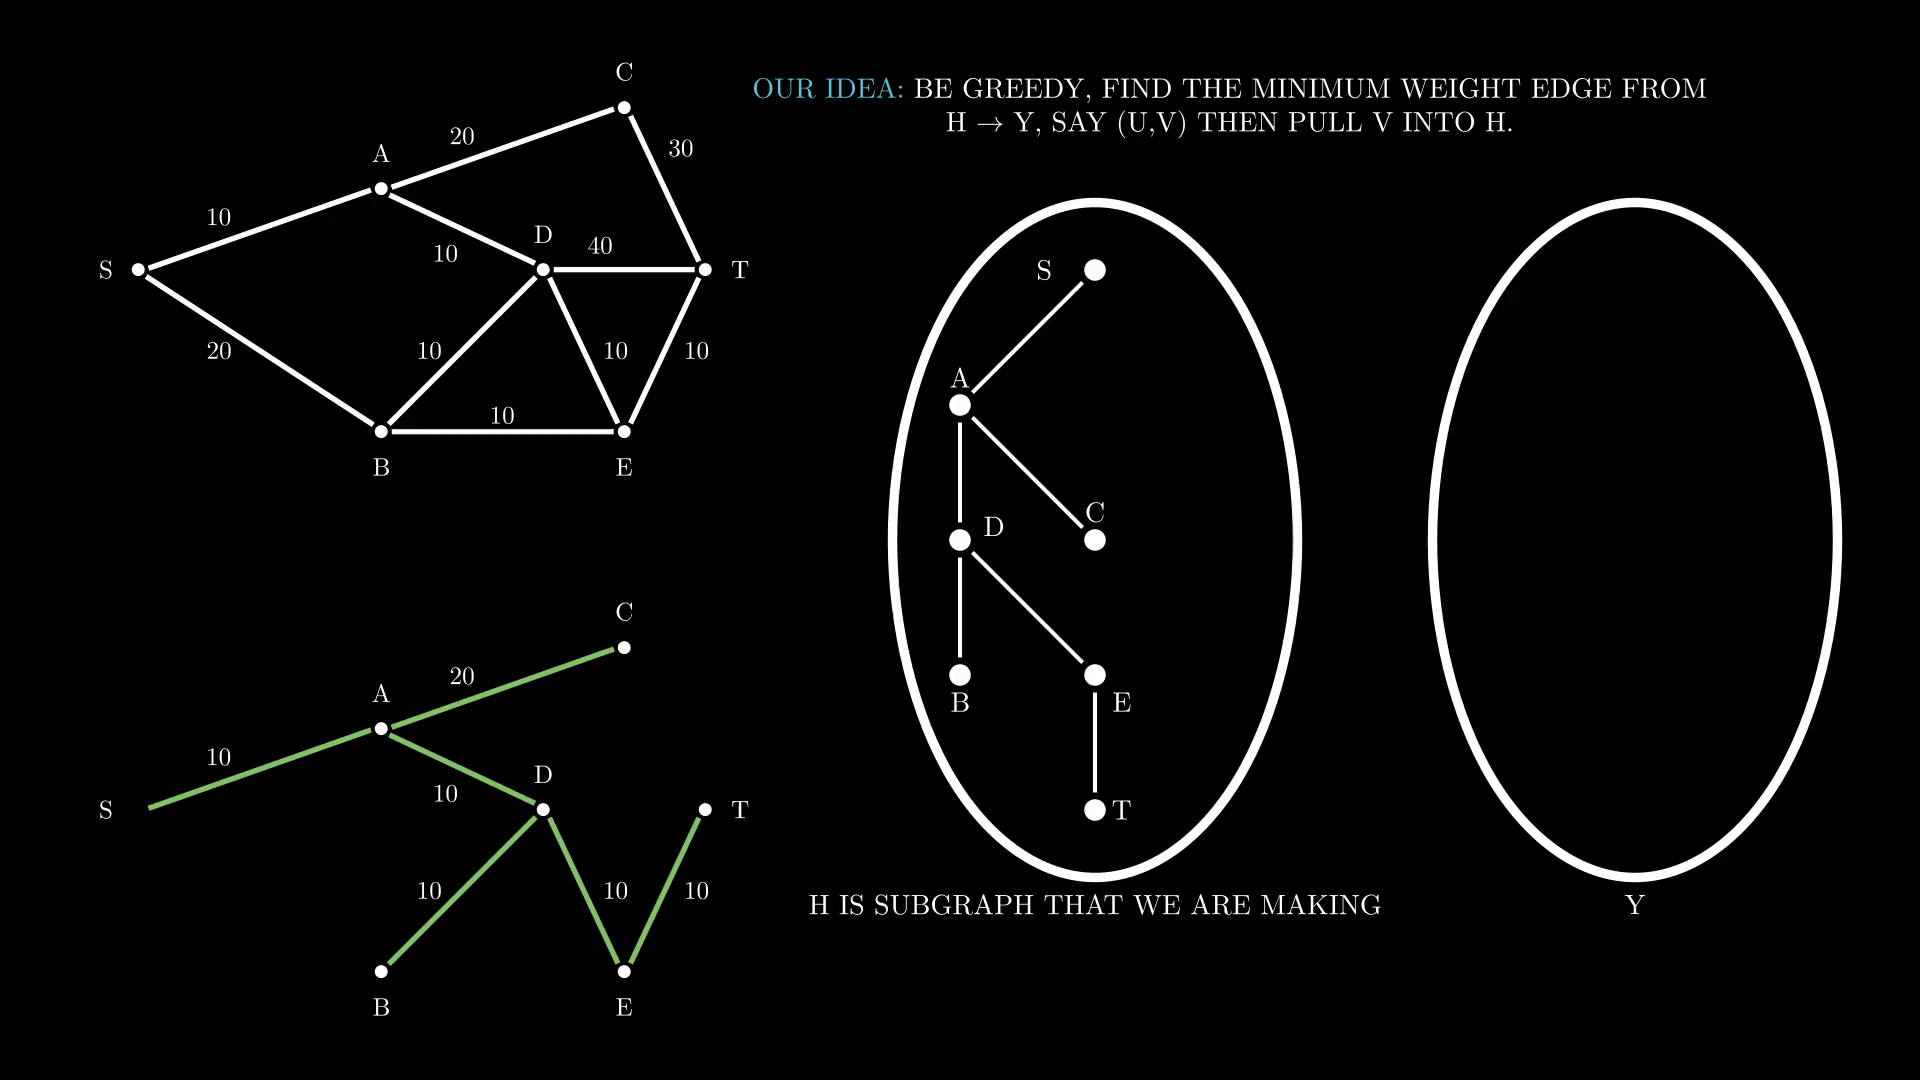 OUR IDEA: BE GREEDY, FIND THE MINIMUM WEIGHT EDGE FROM
H → Y, SAY (U,V) THEN PULL V INTO H.
C
20
30
A
10
D
40
10
S
T
20
10
10
10
10
B
E
C
20
A
10
D
10
S
T
10
10
10
B
E
S
A
C
D
B
E
T
H IS SUBGRAPH THAT WE ARE MAKING
Y